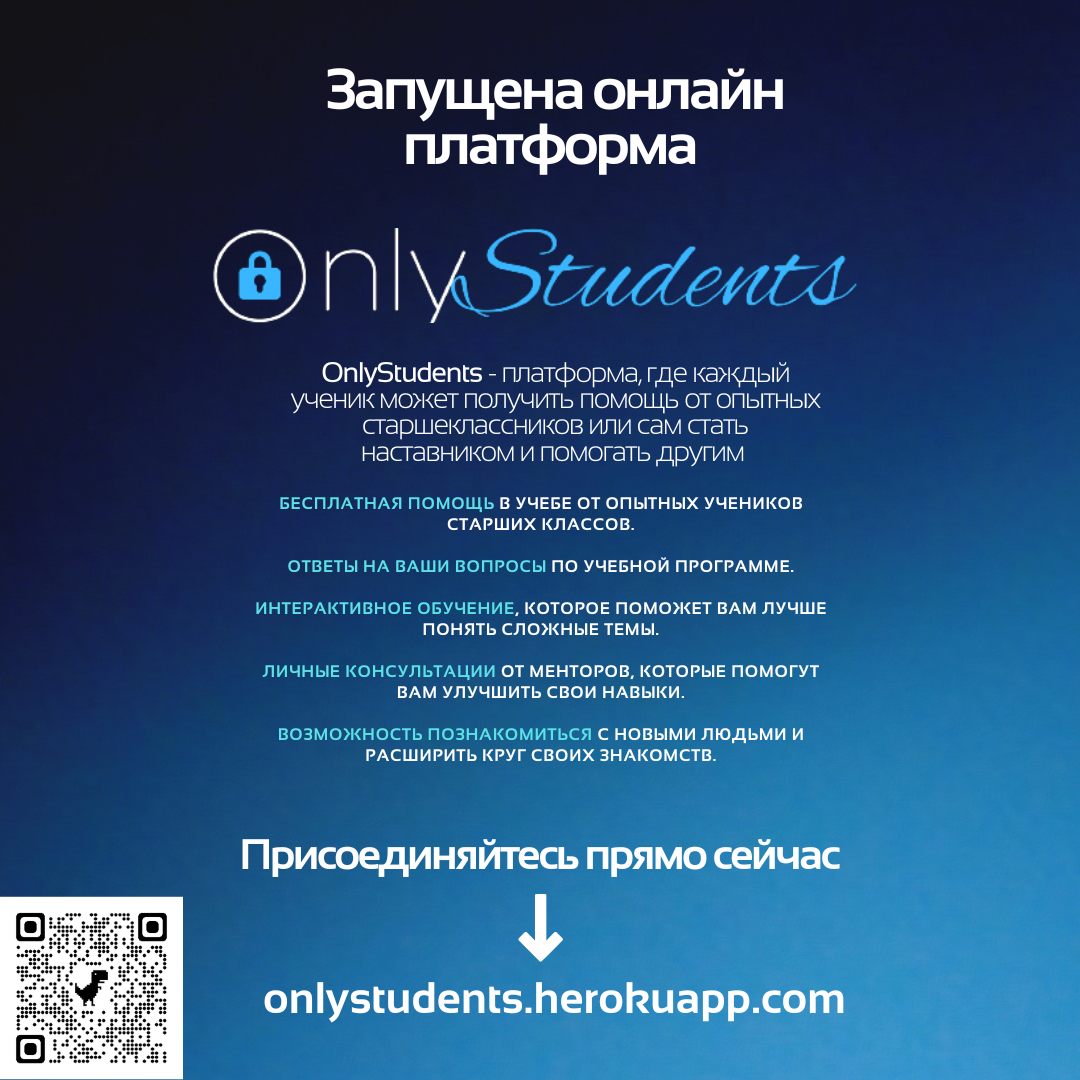 Запущена онлайн
платформа
OnlyStudents
OnlyStudents - платформа, где каждый
ученик может получить помощь от опытных
старшеклассников или сам стать
наставником и помогать другим
БЕСПЛАТНАЯ ПОМОЩЬ В УЧЕБЕ ОТ ОПЫТНЫХ УЧЕНИКОВ
СТАРШИХ КЛАССОВ.
ОТВЕТЫ НА ВАШИ ВОПРОСЫ ПО УЧЕБНОЙ ПРОГРАММЕ.
ИНТЕРАКТИВНОЕ ОБУЧЕНИЕ, КОТОРОЕ ПОМОЖЕТ ВАМ ЛУЧШЕ
ПОНЯТЬ СЛОЖНЫЕ ТЕМЫ.
ЛИЧНЫЕ КОНСУЛЬТАЦИИ ОТ МЕНТОРОВ, КОТОРЫЕ ПОМОГУТ
ВАМ УЛУЧШИТЬ СВОИ НАВЫКИ.
ВОЗМОЖНОСТЬ ПОЗНАКОМИТЬСЯ С НОВЫМИ ЛЮДЬМИ И
РАСШИРИТЬ КРУГ СВОИХ ЗНАКОМСТВ.
Присоединяйтесь прямо сейчас
onlystudents.herokuapp.com